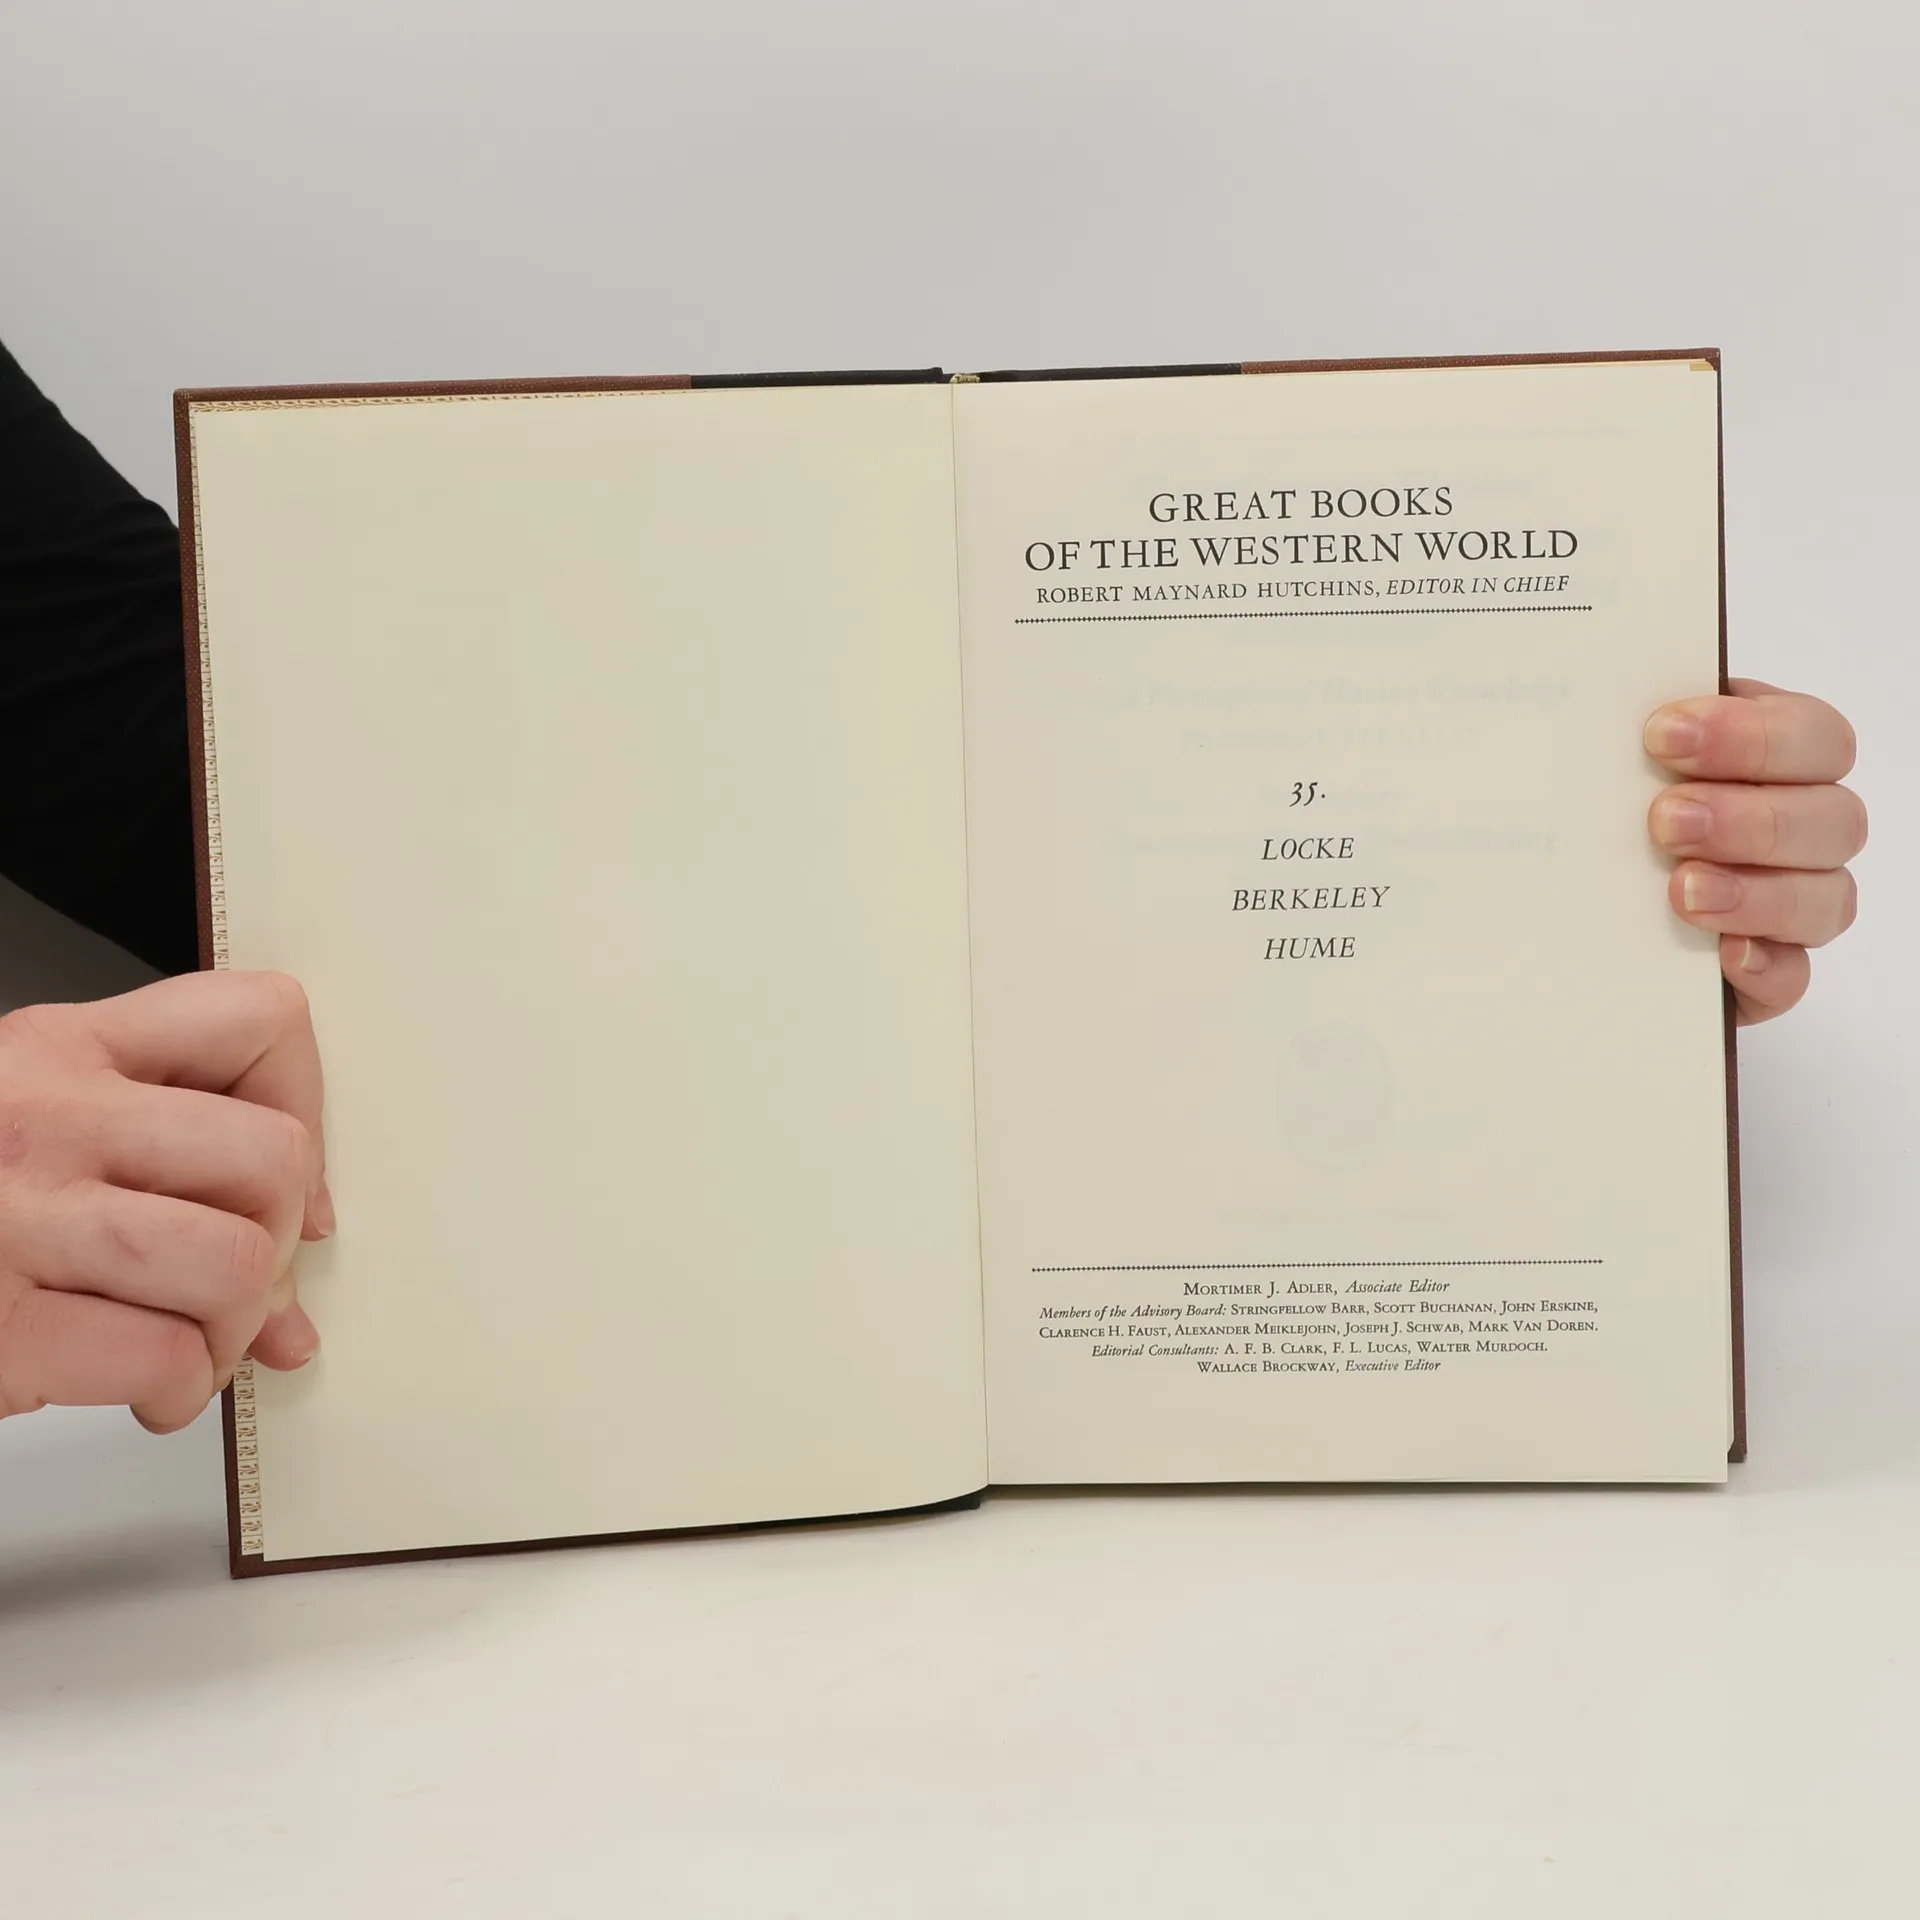 GREAT BOOKS
OF THE WESTERN WORLD
ROBERT MAYNARD HUTCHINS, EDITOR IN CHIEF
35.
LOCKE
BERKELEY
HUME
MORTIMER J. ADLER, Associate Editor
Members of the Advisory Board: STRINGFELLOW BARR, SCOTT BUCHANAN, JOHN ERSKINE,
CLARENCE H. FAUST, ALEXANDER MEIKLEJOHN, JOSEPH J. SCHWAB, MARK VAN DOREN.
Editorial Consultants: A. F. B. CLARK, F. L. LUCAS, WALTER MURDOCH.
WALLACE BROCKWAY, Executive Editor